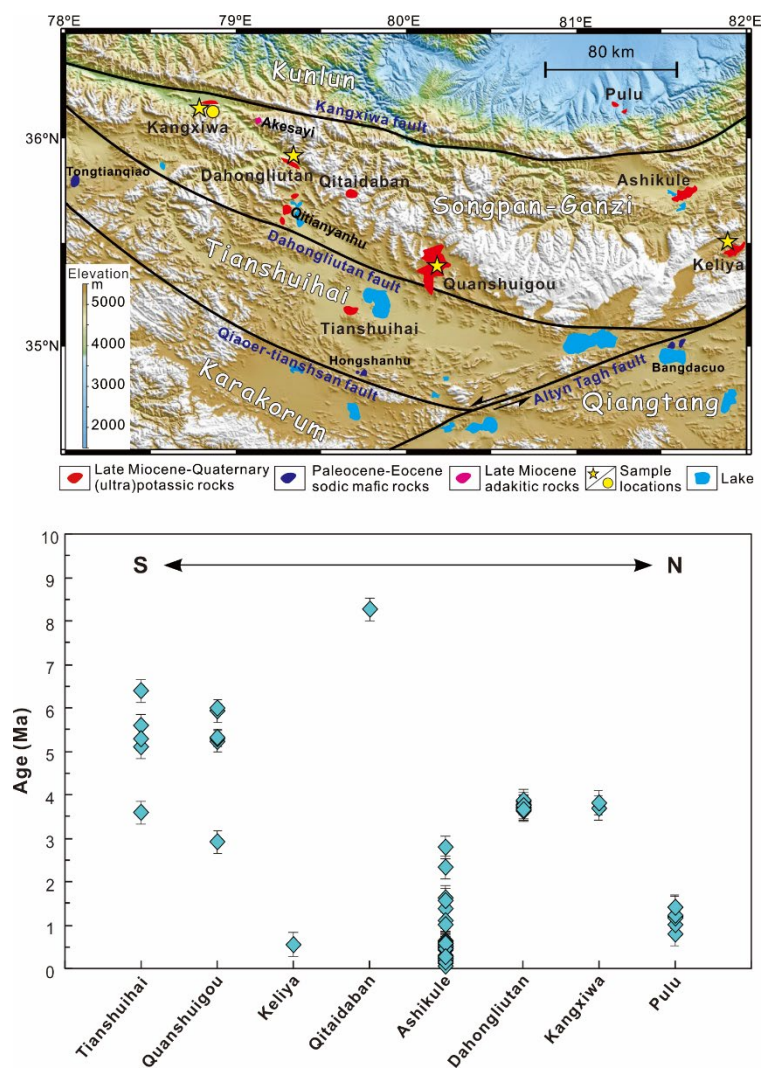 78°E 79°E 80°E 81°E 82°E
Kunlun
80 km
Pulu
Kangxiwa fault
Kangxiwa
Akesayi
36°N
Tongtianqiao
Dahongliutan
Qitaidaban
Ashikule
Songpan-Ganzi
Qitianyanhu
Dahongliutan fault
Keliya
Tianshuihai
Quanshuigou
Elevation
m
5000
4000
3000
2000
Tianshuihai
35°N
Qiaoer-tianshsan fault
Hongshanhu
Bangdacuo
Altyn Tagh fault
Karakorum
Qiangtang
Late Miocene-Quaternary
(ultra)potassic rocks
Paleocene-Eocene
sodic mafic rocks
Late Miocene
adakitic rocks
Sample
locations
Lake
10
9
8
7
6
5
4
3
2
1
0
Age (Ma)
S N
Tianshuihai
Quanshuigou
Keliya
Qitaidaban
Ashikule
Dahongliutan
Kangxiwa
Pulu